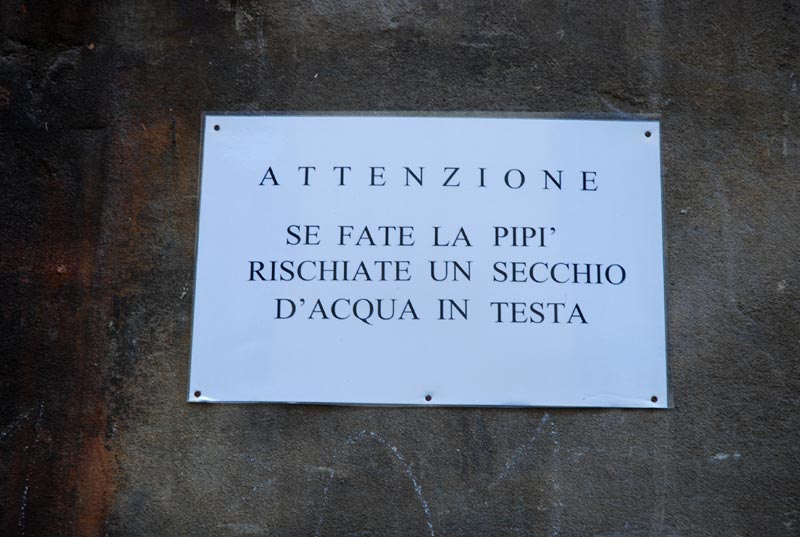 ATTENZIONE
SE FATE LA PIPI'
RISCHIATE UN SECCHIO
D'ACQUA IN TESTA